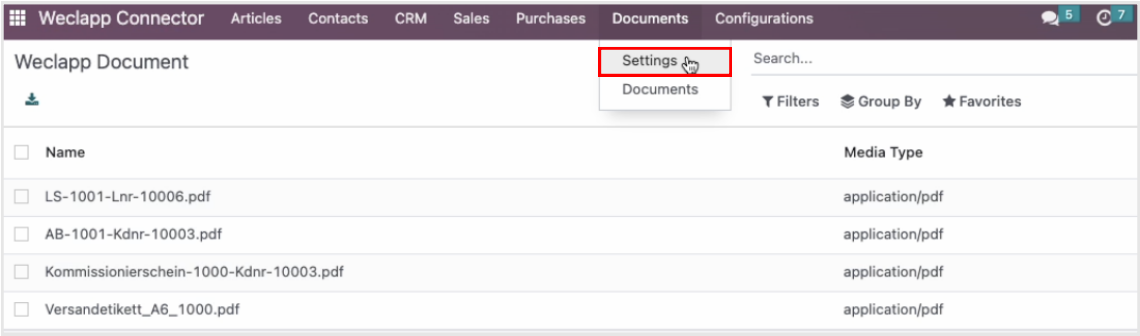 Weclapp Connector Articles Contacts CRM Sales Purchases Documents Configurations 5 7
Weclapp Document Settings Search...
Documents Filters Group By Favorites
Name Media Type
LS-1001-Lnr-10006.pdf application/pdf
AB-1001-Kdnr-10003.pdf application/pdf
Kommissionierschein-1000-Kdnr-10003.pdf application/pdf
Versandetikett_A6_1000.pdf application/pdf